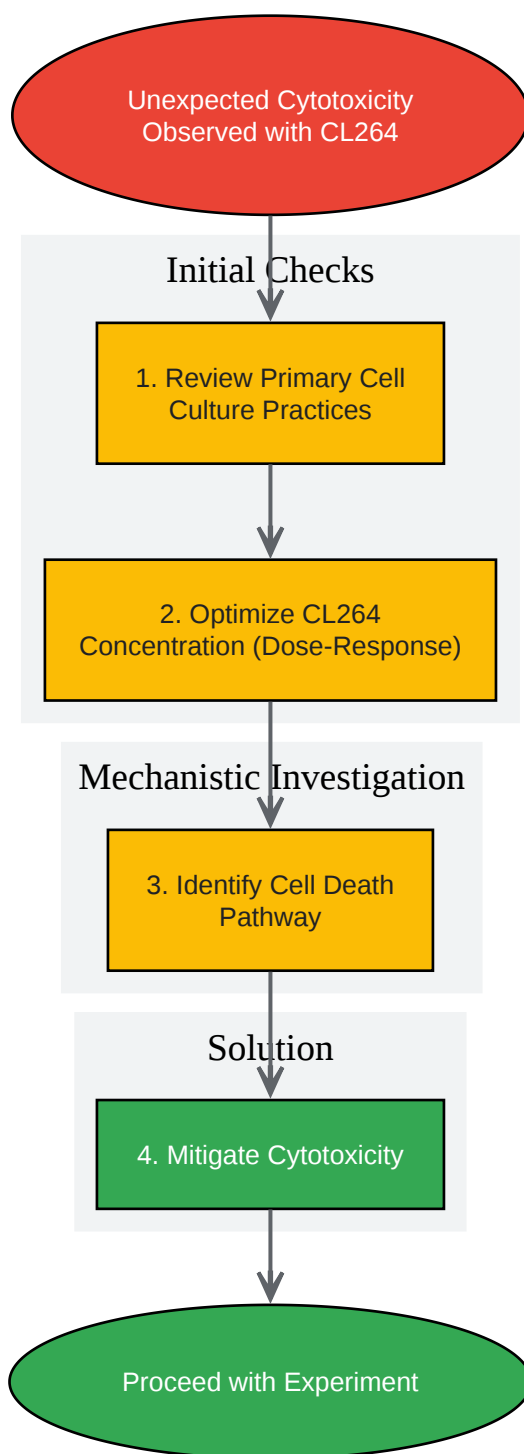 Unexpected Cytotoxicity
Observed with CL264
Initial Checks
1. Review Primary Cell
Culture Practices
2. Optimize CL264
Concentration (Dose-Response)
Mechanistic Investigation
3. Identify Cell Death
Pathway
Solution
4. Mitigate Cytotoxicity
Proceed with Experiment